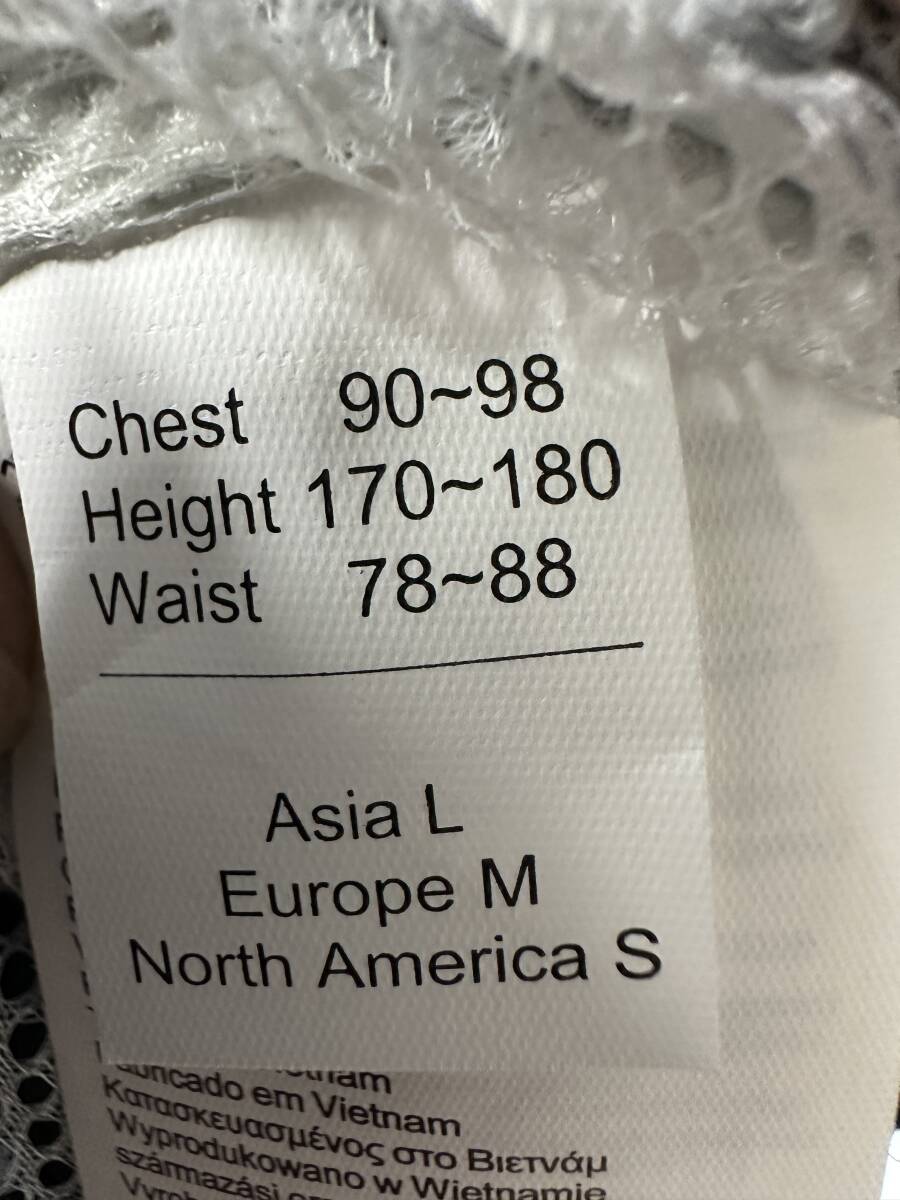 Chest 90~98
Height 170~180
Waist 78~88
Asia L
Europe M
North America S
em Vietnam
Κατασκευασμένος στο Βιετνάμ
Wyprodukowano w Wietnamie
származási